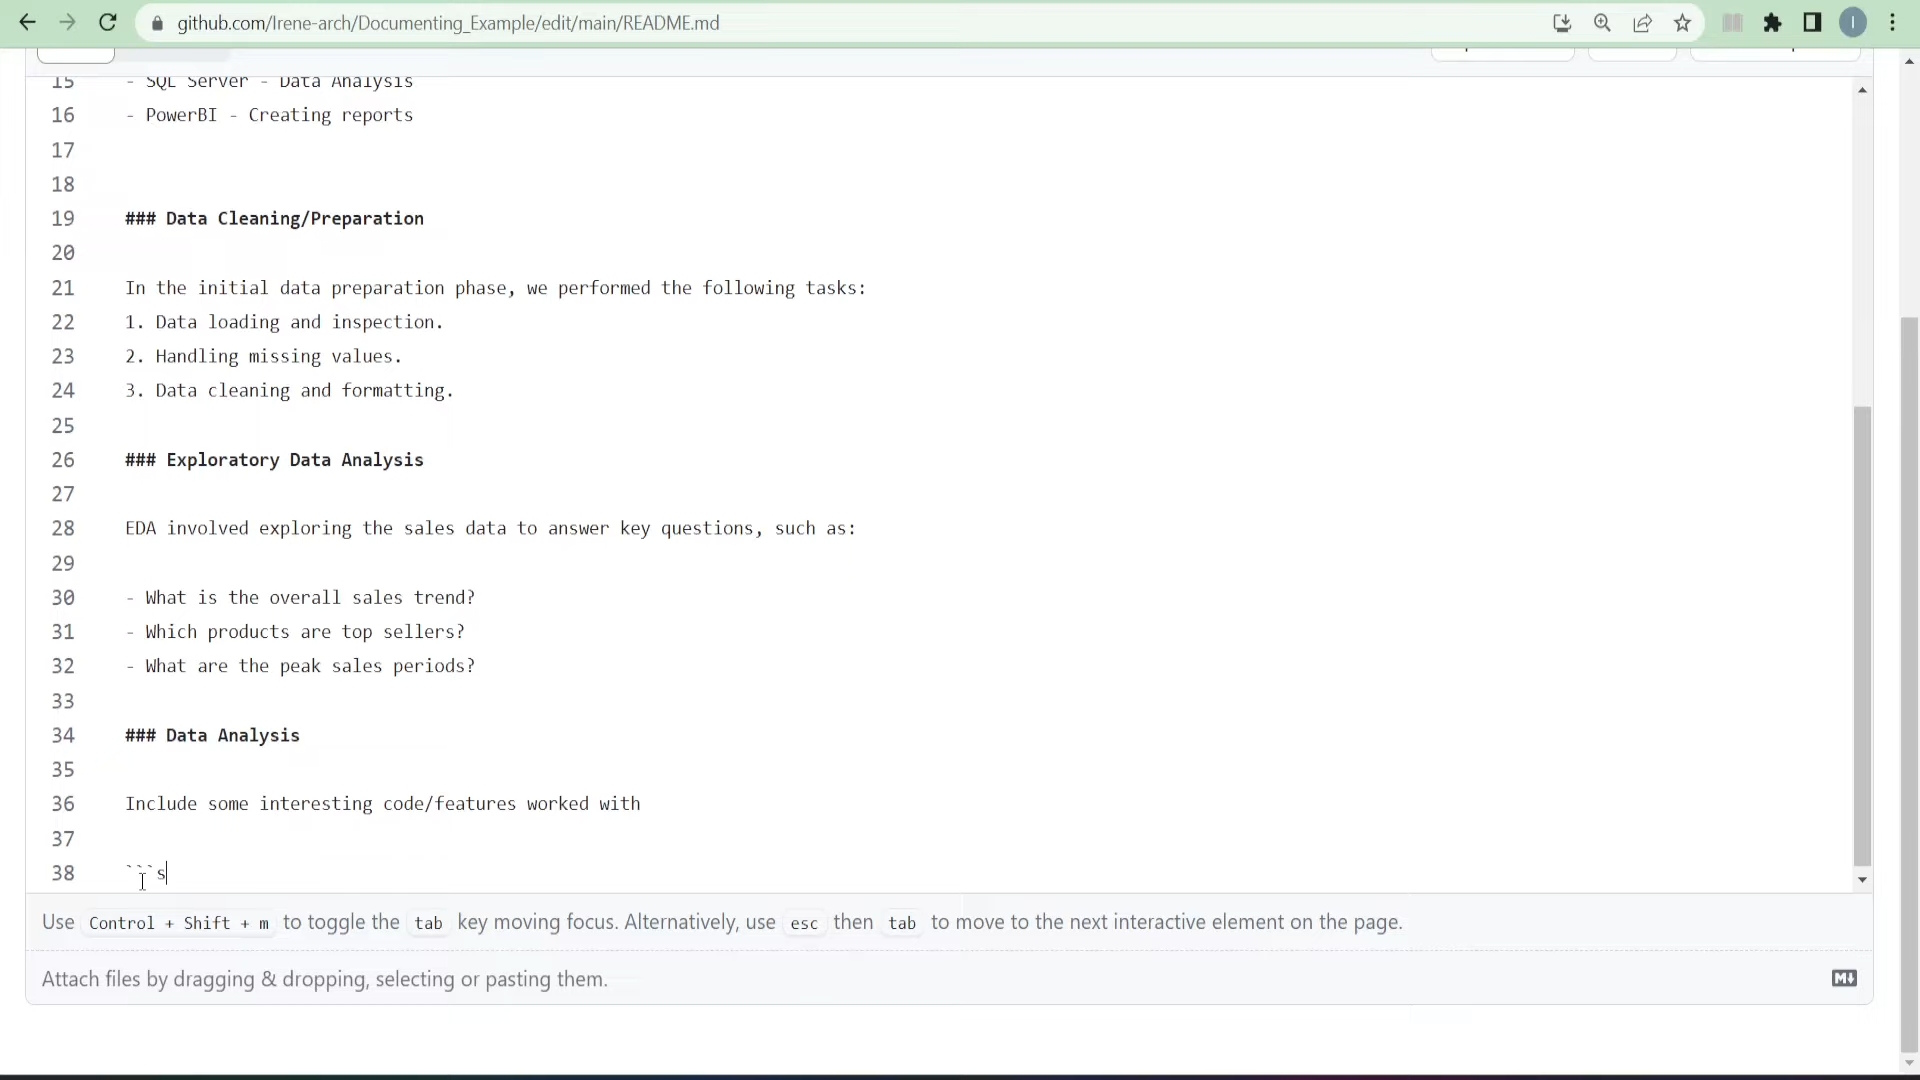 github.com/Irene-arch/Documenting_Example/edit/main/README.md
I
15 - SQL Server - Data Analysis
16 - PowerBI - Creating reports
17
18
19 ### Data Cleaning/Preparation
20
21 In the initial data preparation phase, we performed the following tasks:
22 1. Data loading and inspection.
23 2. Handling missing values.
24 3. Data cleaning and formatting.
25
26 ### Exploratory Data Analysis
27
28 EDA involved exploring the sales data to answer key questions, such as:
29
30 - What is the overall sales trend?
31 - Which products are top sellers?
32 - What are the peak sales periods?
33
34 ### Data Analysis
35
36 Include some interesting code/features worked with
37
38 ```s
Use Control + Shift + m to toggle the tab key moving focus. Alternatively, use esc then tab to move to the next interactive element on the page.
Attach files by dragging & dropping, selecting or pasting them.
M